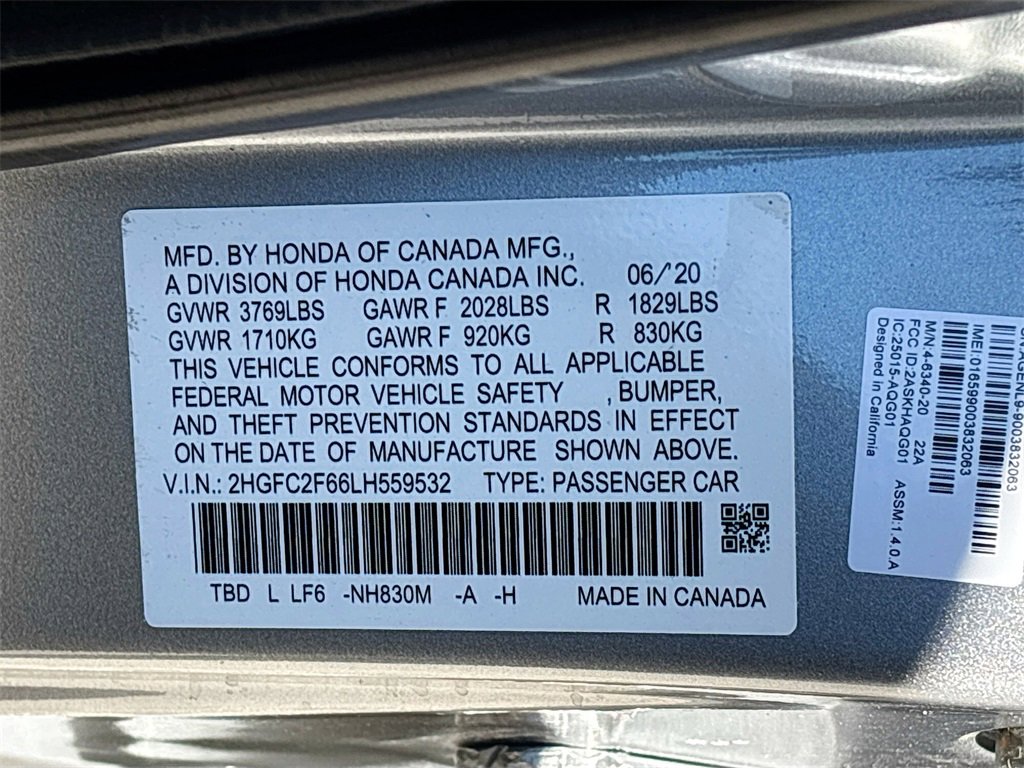 MFD. BY HONDA OF CANADA MFG.,
A DIVISION OF HONDA CANADA INC. 06/'20
GVWR 3769LBS GAWR F 2028LBS R 1829LBS
GVWR 1710KG GAWR F 920KG R 830KG
THIS VEHICLE CONFORMS TO ALL APPLICABLE
FEDERAL MOTOR VEHICLE SAFETY , BUMPER,
AND THEFT PREVENTION STANDARDS IN EFFECT
ON THE DATE OF MANUFACTURE SHOWN ABOVE.
V.I.N.: 2HGFC2F66LH559532 TYPE: PASSENGER CAR
TBD L LF6 -NH830M -A -H MADE IN CANADA
IMEI:016599003832063
M/N:4-6340-20 22A
FCC ID:2ASKHAQG01 ASSM:1.4.0.A
IC:25015-AQG01
Designed in California